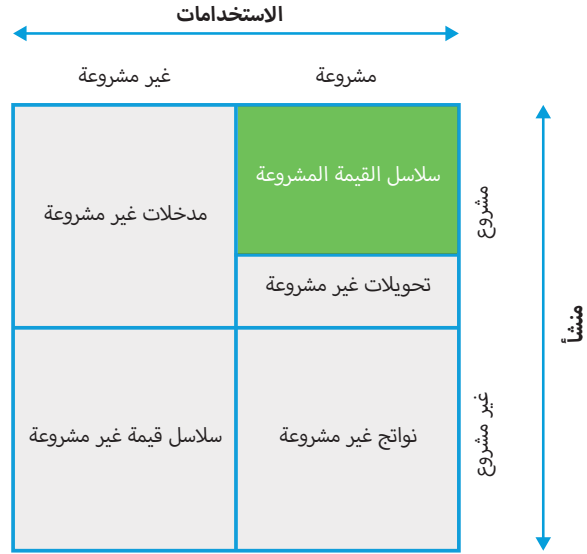 الاستخدامات
مشروعة
غير مشروعة
سلاسل القيمة المشروعة
مدخلات غير مشروعة
مشروع
تحويلات غير مشروعة
منشأ
نواتج غير مشروعة
سلاسل قيمة غير مشروعة
غير مشروع